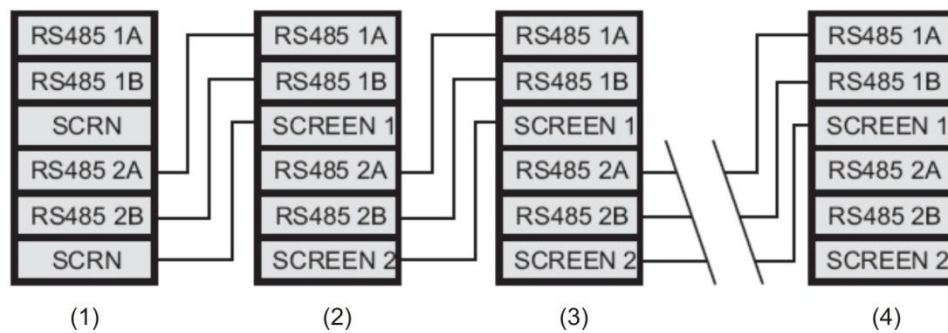 RS485 1A RS485 1A RS485 1A RS485 1A
RS485 1B RS485 1B RS485 1B RS485 1B
SCRN SCREEN 1 SCREEN 1 SCREEN 1
RS485 2A RS485 2A RS485 2A RS485 2A
RS485 2B RS485 2B RS485 2B RS485 2B
SCRN SCREEN 2 SCREEN 2 SCREEN 2
(1) (2) (3) (4)